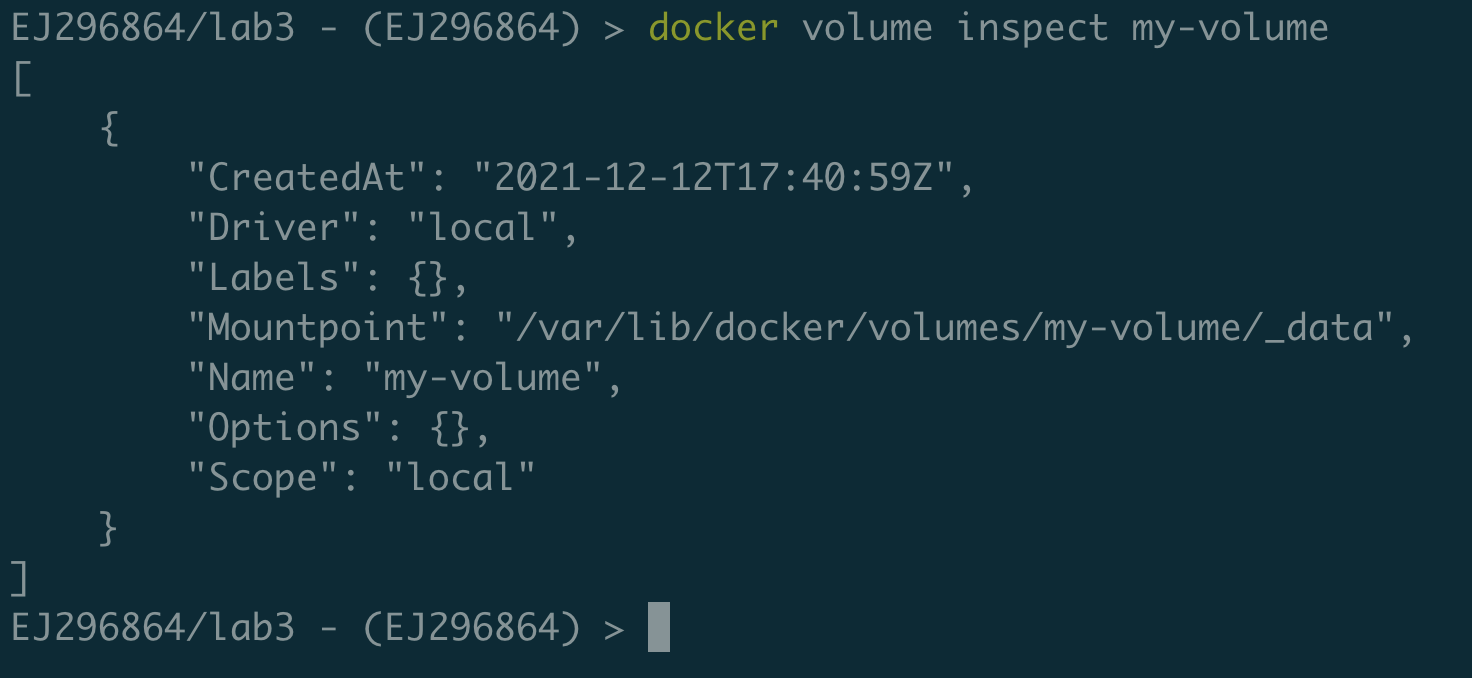 EJ296864/lab3 - (EJ296864) > docker volume inspect my-volume
[
    {
        "CreatedAt": "2021-12-12T17:40:59Z",
        "Driver": "local",
        "Labels": {},
        "Mountpoint": "/var/lib/docker/volumes/my-volume/_data",
        "Name": "my-volume",
        "Options": {},
        "Scope": "local"
    }
]
EJ296864/lab3 - (EJ296864) >